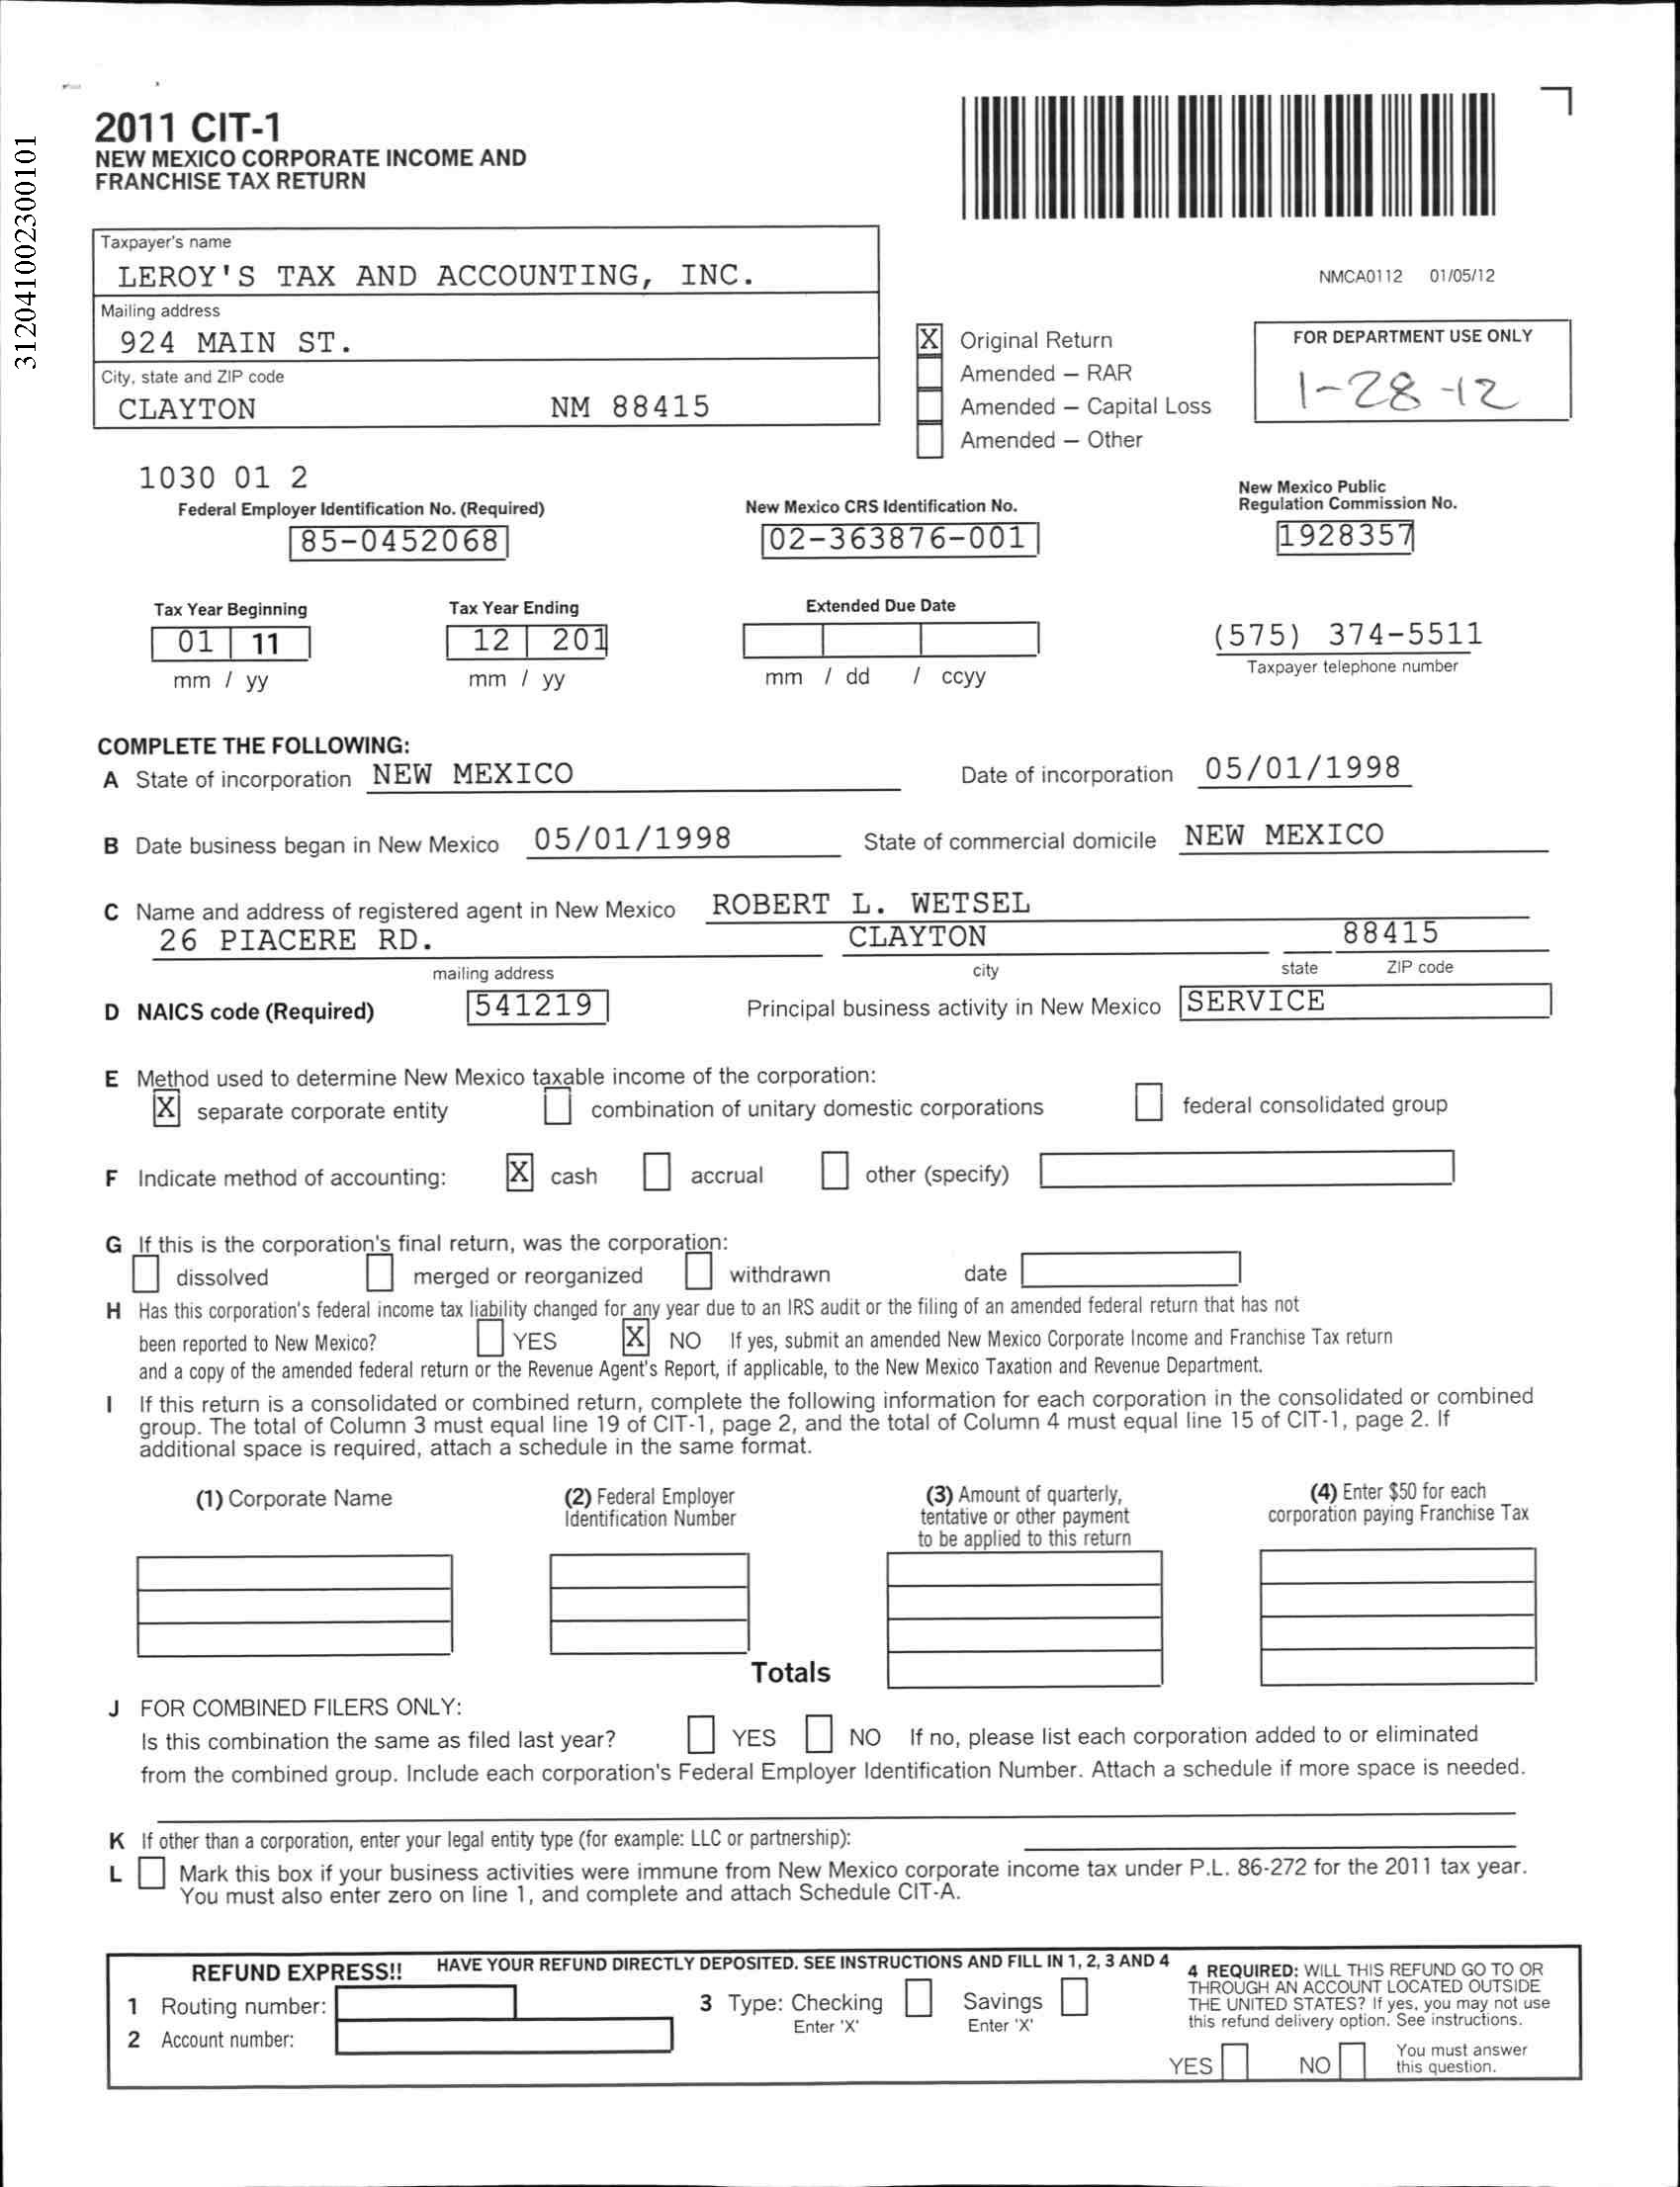 312041002300101
2011 CIT-1
NEW MEXICO CORPORATE INCOME AND
FRANCHISE TAX RETURN
Taxpayer's name
LEROY'S TAX AND ACCOUNTING, INC.
NMCA0112 01/05/12
Mailing address
924 MAIN ST.
City, state and ZIP code
CLAYTON NM 88415
X Original Return
Amended – RAR
Amended – Capital Loss
Amended – Other
FOR DEPARTMENT USE ONLY
1-28-12
1030 01 2
Federal Employer Identification No. (Required)
85-0452068
New Mexico CRS Identification No.
02-363876-001
New Mexico Public
Regulation Commission No.
1928357
Tax Year Beginning
01 11
mm / yy
Tax Year Ending
12 201
mm / yy
Extended Due Date
mm / dd / ccyy
(575) 374-5511
Taxpayer telephone number
COMPLETE THE FOLLOWING:
A State of incorporation NEW MEXICO Date of incorporation 05/01/1998
B Date business began in New Mexico 05/01/1998 State of commercial domicile NEW MEXICO
C Name and address of registered agent in New Mexico ROBERT L. WETSEL
26 PIACERE RD. CLAYTON 88415
mailing address city state ZIP code
D NAICS code (Required) 541219 Principal business activity in New Mexico SERVICE
E Method used to determine New Mexico taxable income of the corporation:
X separate corporate entity combination of unitary domestic corporations federal consolidated group
F Indicate method of accounting: X cash accrual other (specify)
G If this is the corporation's final return, was the corporation:
dissolved merged or reorganized withdrawn date
H Has this corporation's federal income tax liability changed for any year due to an IRS audit or the filing of an amended federal return that has not
been reported to New Mexico? YES X NO If yes, submit an amended New Mexico Corporate Income and Franchise Tax return
and a copy of the amended federal return or the Revenue Agent's Report, if applicable, to the New Mexico Taxation and Revenue Department.
I If this return is a consolidated or combined return, complete the following information for each corporation in the consolidated or combined
group. The total of Column 3 must equal line 19 of CIT-1, page 2, and the total of Column 4 must equal line 15 of CIT-1, page 2. If
additional space is required, attach a schedule in the same format.
(1) Corporate Name
(2) Federal Employer
Identification Number
(3) Amount of quarterly,
tentative or other payment
to be applied to this return
(4) Enter $50 for each
corporation paying Franchise Tax
Totals
J FOR COMBINED FILERS ONLY:
Is this combination the same as filed last year? YES NO If no, please list each corporation added to or eliminated
from the combined group. Include each corporation's Federal Employer Identification Number. Attach a schedule if more space is needed.
K If other than a corporation, enter your legal entity type (for example: LLC or partnership):
L Mark this box if your business activities were immune from New Mexico corporate income tax under P.L. 86-272 for the 2011 tax year.
You must also enter zero on line 1, and complete and attach Schedule CIT-A.
REFUND EXPRESS!! HAVE YOUR REFUND DIRECTLY DEPOSITED. SEE INSTRUCTIONS AND FILL IN 1, 2, 3 AND 4
1 Routing number:
2 Account number:
3 Type: Checking Savings
Enter 'X' Enter 'X'
4 REQUIRED: WILL THIS REFUND GO TO OR
THROUGH AN ACCOUNT LOCATED OUTSIDE
THE UNITED STATES? If yes, you may not use
this refund delivery option. See instructions.
YES NO You must answer
this question.